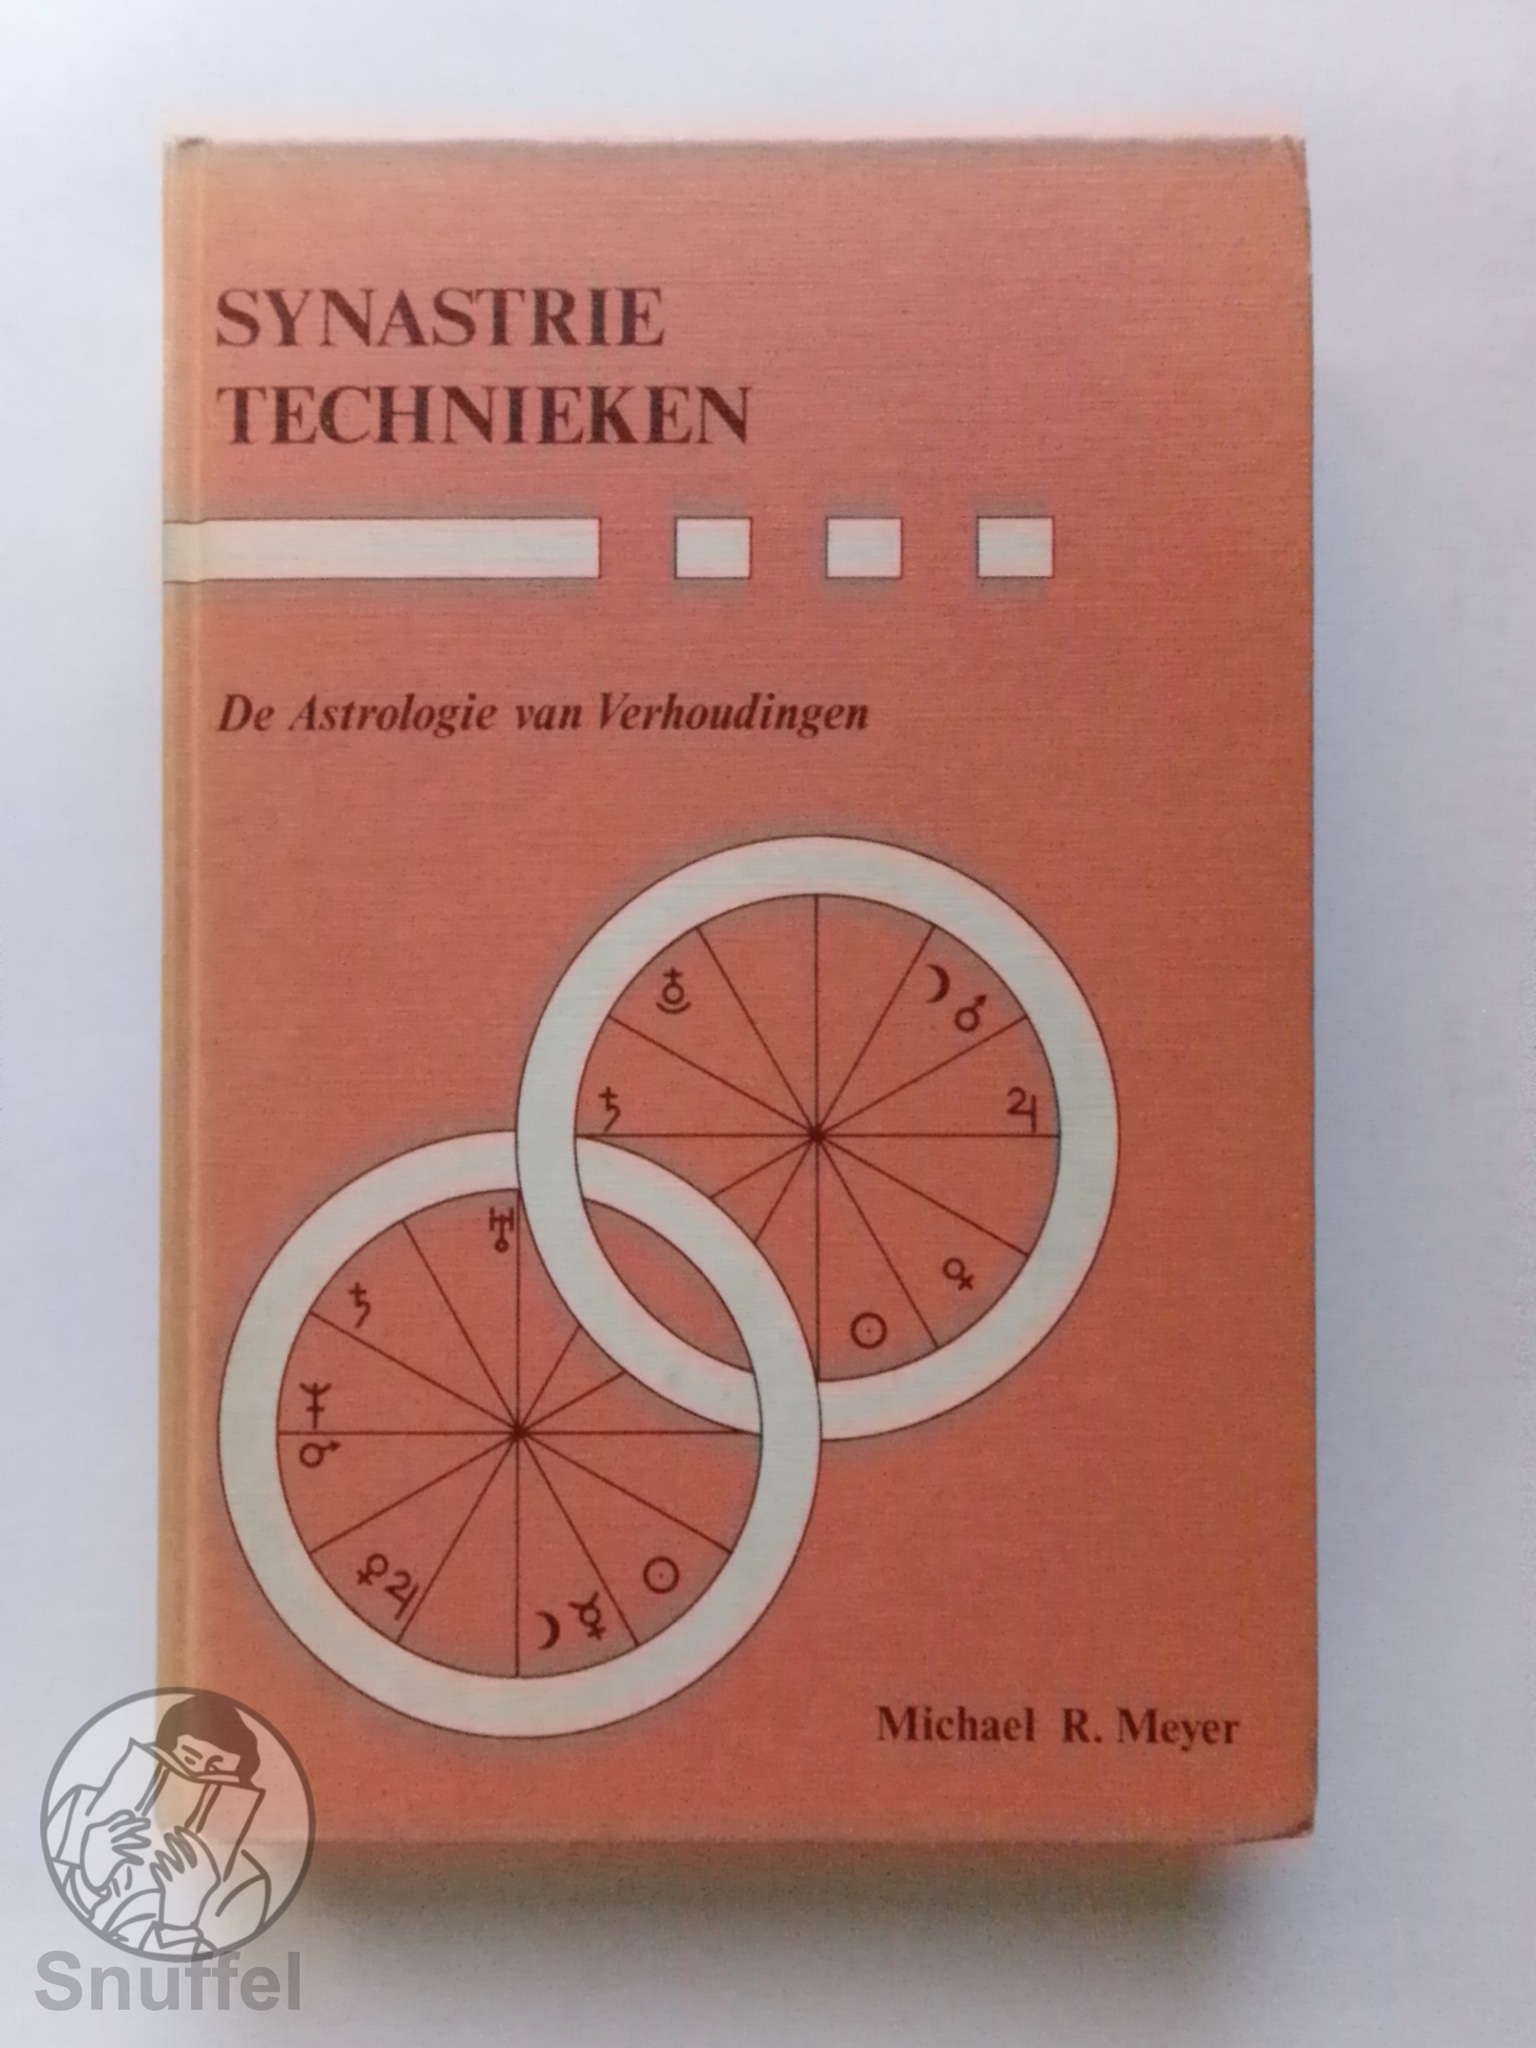 SYNASTRIE
TECHNIEKEN
De Astrologie van Verhoudingen
Michael R. Meyer
Snuffel